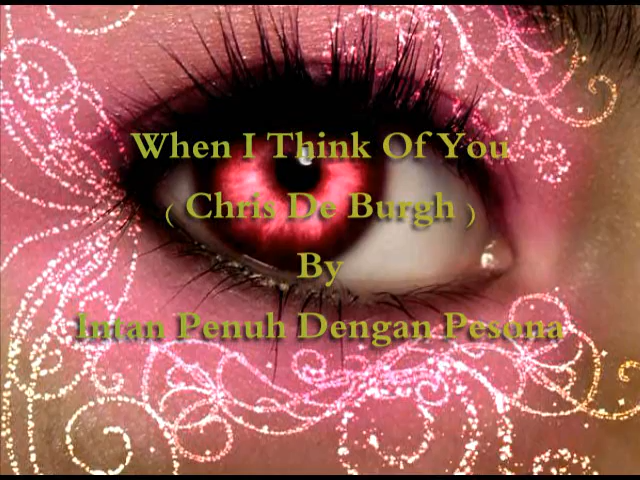 When I Think Of You
( Chris De Burgh )
By
Intan Penuh Dengan Pesona